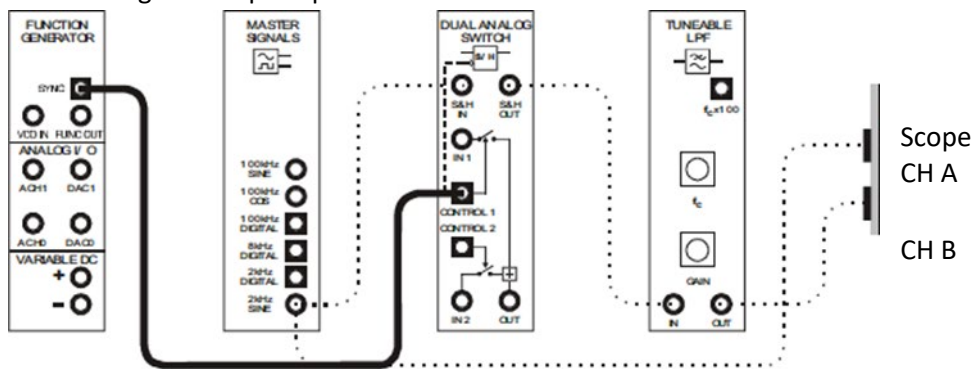 FUNCTION
GENERATOR
SYNC
VCO IN FUNC OUT
ANALOG I/ O
ACH1 DAC1
ACH0 DAC0
VARIABLE DC
+
−
MASTER
SIGNALS
100kHz
SINE
100kHz
COS
100kHz
DIGITAL
8kHz
DIGITAL
2kHz
DIGITAL
2kHz
SINE
DUAL ANALOG
SWITCH
S/ H
S&H
IN
S&H
OUT
IN 1
CONTROL 1
CONTROL 2
IN 2 OUT
TUNEABLE
LPF
fc x100
fc
GAIN
IN OUT
Scope
CH A
CH B